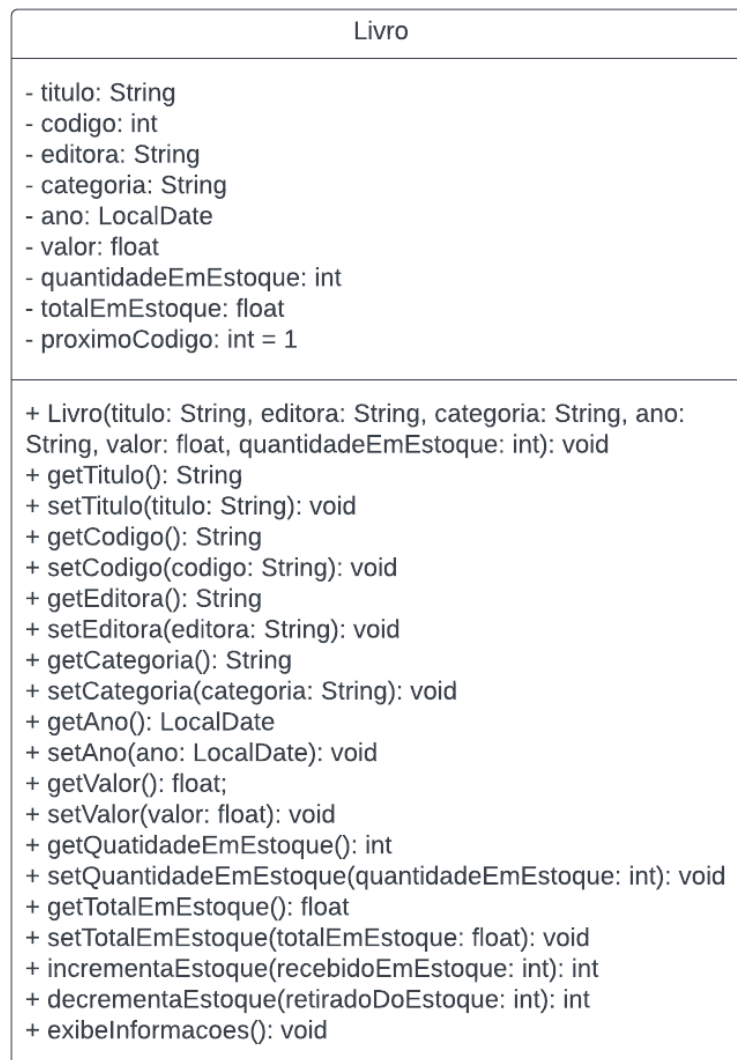 Livro
- titulo: String
- codigo: int
- editora: String
- categoria: String
- ano: LocalDate
- valor: float
- quantidadeEmEstoque: int
- totalEmEstoque: float
- proximoCodigo: int = 1
+ Livro(titulo: String, editora: String, categoria: String, ano:
String, valor: float, quantidadeEmEstoque: int): void
+ getTitulo(): String
+ setTitulo(titulo: String): void
+ getCodigo(): String
+ setCodigo(codigo: String): void
+ getEditora(): String
+ setEditora(editora: String): void
+ getCategoria(): String
+ setCategoria(categoria: String): void
+ getAno(): LocalDate
+ setAno(ano: LocalDate): void
+ getValor(): float;
+ setValor(valor: float): void
+ getQuatidadeEmEstoque(): int
+ setQuantidadeEmEstoque(quantidadeEmEstoque: int): void
+ getTotalEmEstoque(): float
+ setTotalEmEstoque(totalEmEstoque: float): void
+ incrementaEstoque(recebidoEmEstoque: int): int
+ decrementaEstoque(retiradoDoEstoque: int): int
+ exibeInformacoes(): void